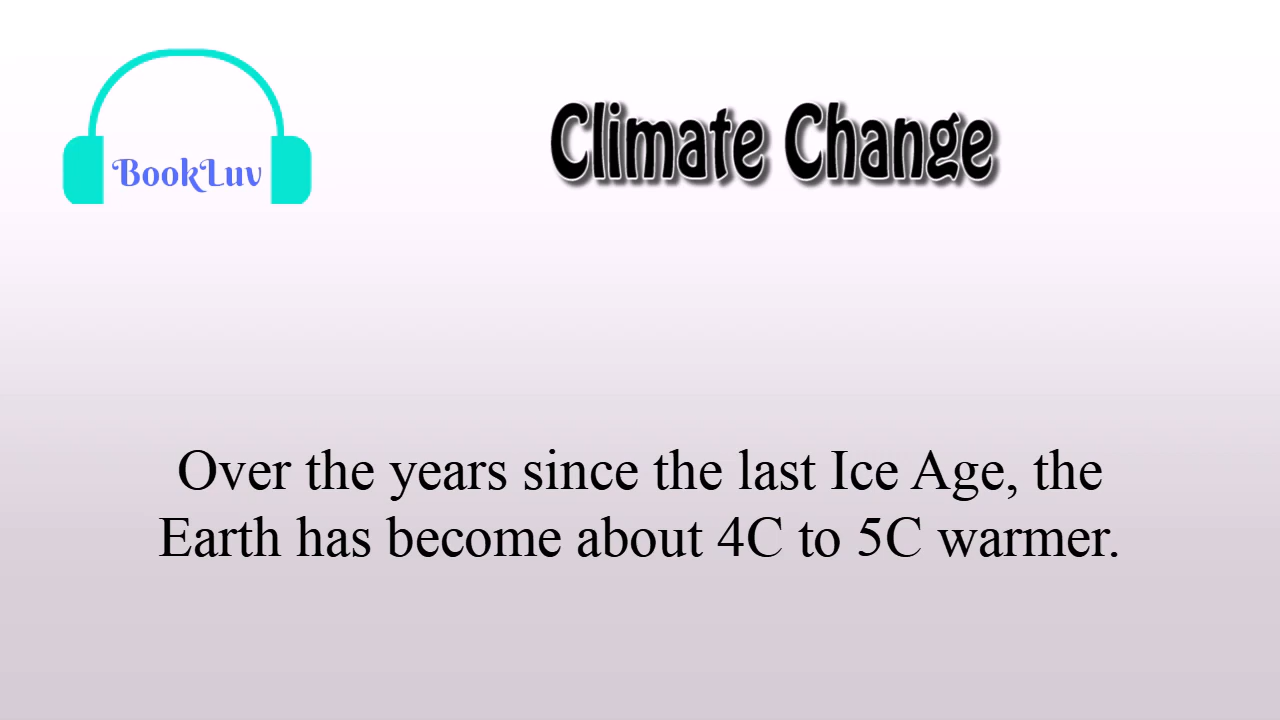 BookLuv
Climate Change
Over the years since the last Ice Age, the
Earth has become about 4C to 5C warmer.